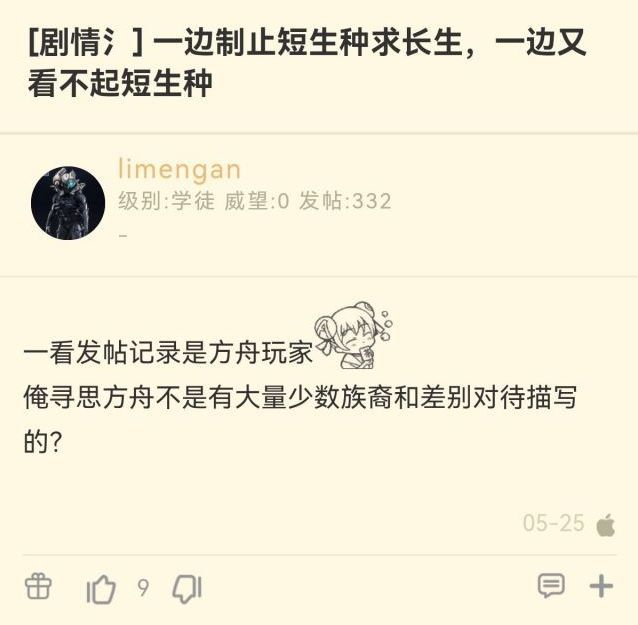 [剧情氵] 一边制止短生种求长生，一边又
看不起短生种
limengan
级别:学徒 威望:0 发帖:332
-
一看发帖记录是方舟玩家
俺寻思方舟不是有大量少数族裔和差别对待描写
的?
05-25
9